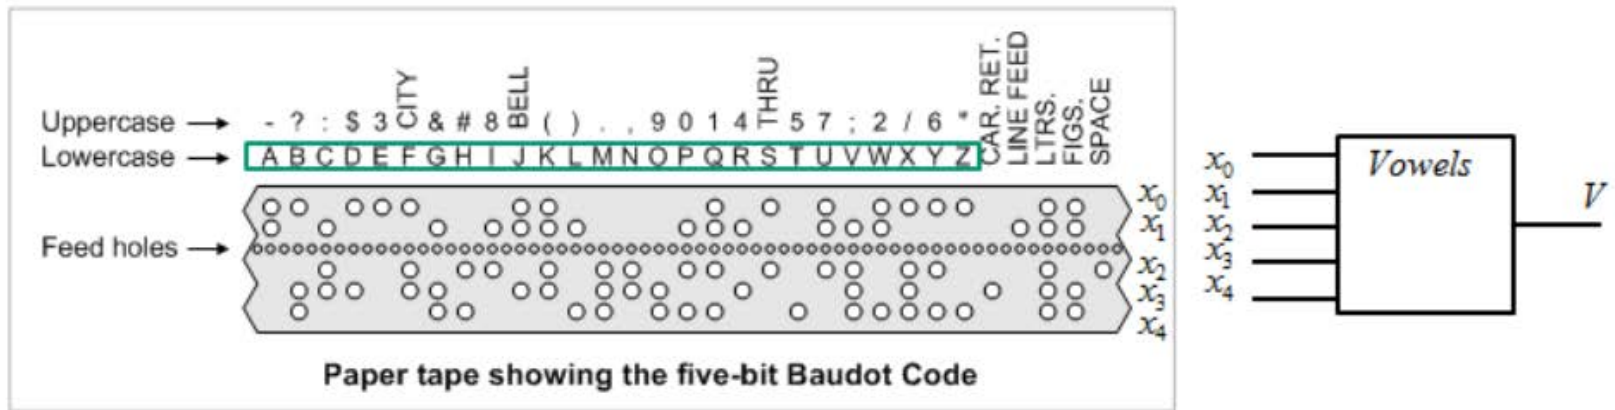 CITY BELL THRU CAR. RET. LINE FEED LTRS. FIGS. SPACE
Uppercase - ? : $ 3 & # 8 ( ) . , 9 0 1 4 5 7 ; 2 / 6 "
Lowercase A B C D E F G H I J K L M N O P Q R S T U V W X Y Z
Feed holes
x0
x1
x2
x3
x4
Paper tape showing the five-bit Baudot Code
x0
x1
x2
x3
x4
Vowels
V